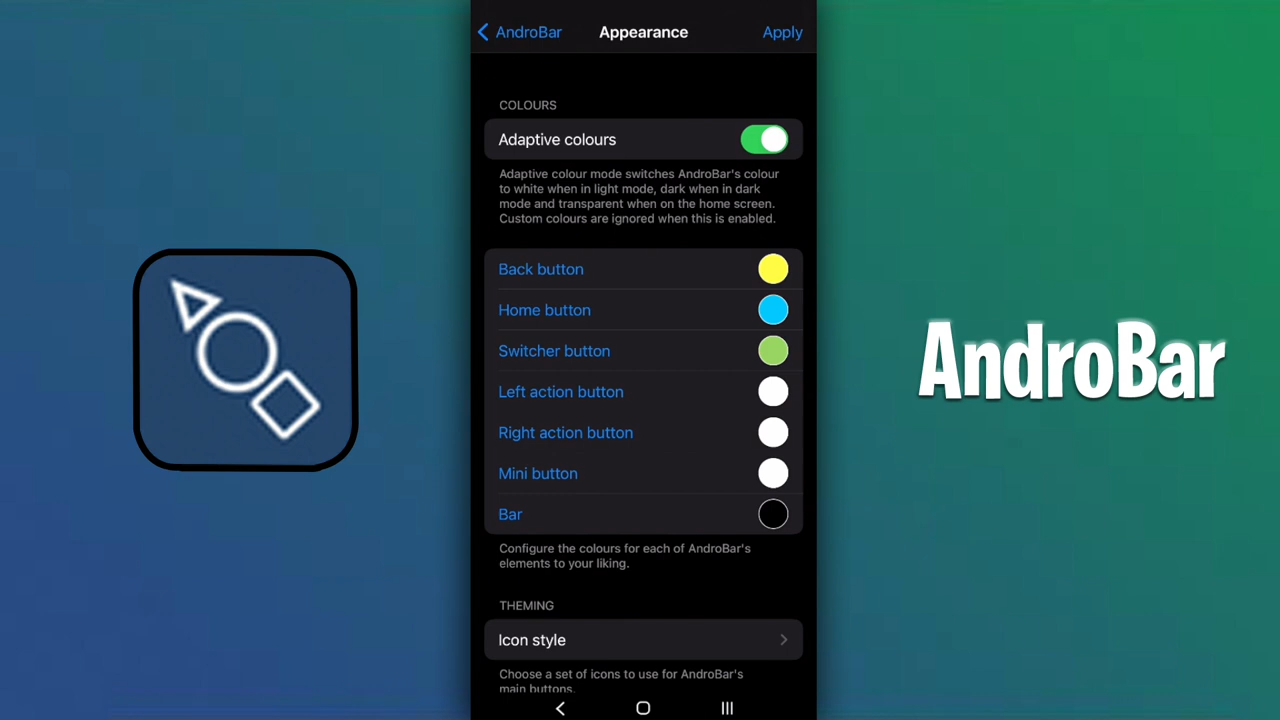 AndroBar
Appearance
Apply
COLOURS
Adaptive colours
Adaptive colour mode switches AndroBar's colour
to white when in light mode, dark when in dark
mode and transparent when on the home screen.
Custom colours are ignored when this is enabled.
Back button
Home button
Switcher button
Left action button
Right action button
Mini button
Bar
Configure the colours for each of AndroBar's
elements to your liking.
THEMING
Icon style
Choose a set of icons to use for AndroBar's
main buttons.
AndroBar